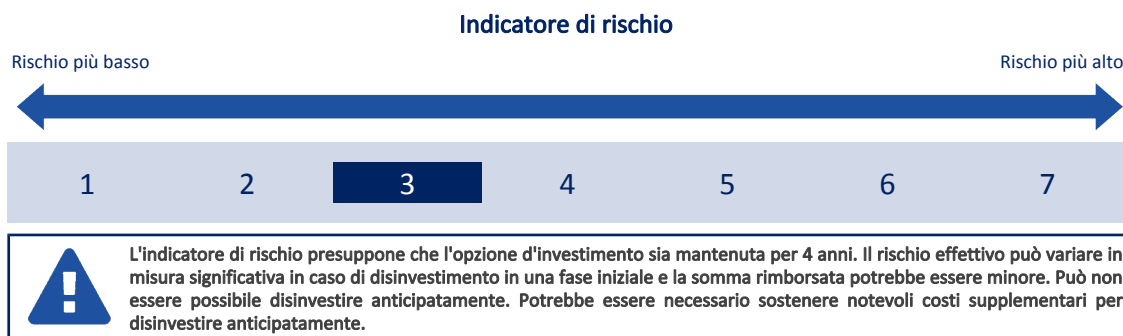 Indicatore di rischio
Rischio più basso
Rischio più alto
1 2 3 4 5 6 7
L'indicatore di rischio presuppone che l'opzione d'investimento sia mantenuta per 4 anni. Il rischio effettivo può variare in
misura significativa in caso di disinvestimento in una fase iniziale e la somma rimborsata potrebbe essere minore. Può non
essere possibile disinvestire anticipatamente. Potrebbe essere necessario sostenere notevoli costi supplementari per
disinvestire anticipatamente.